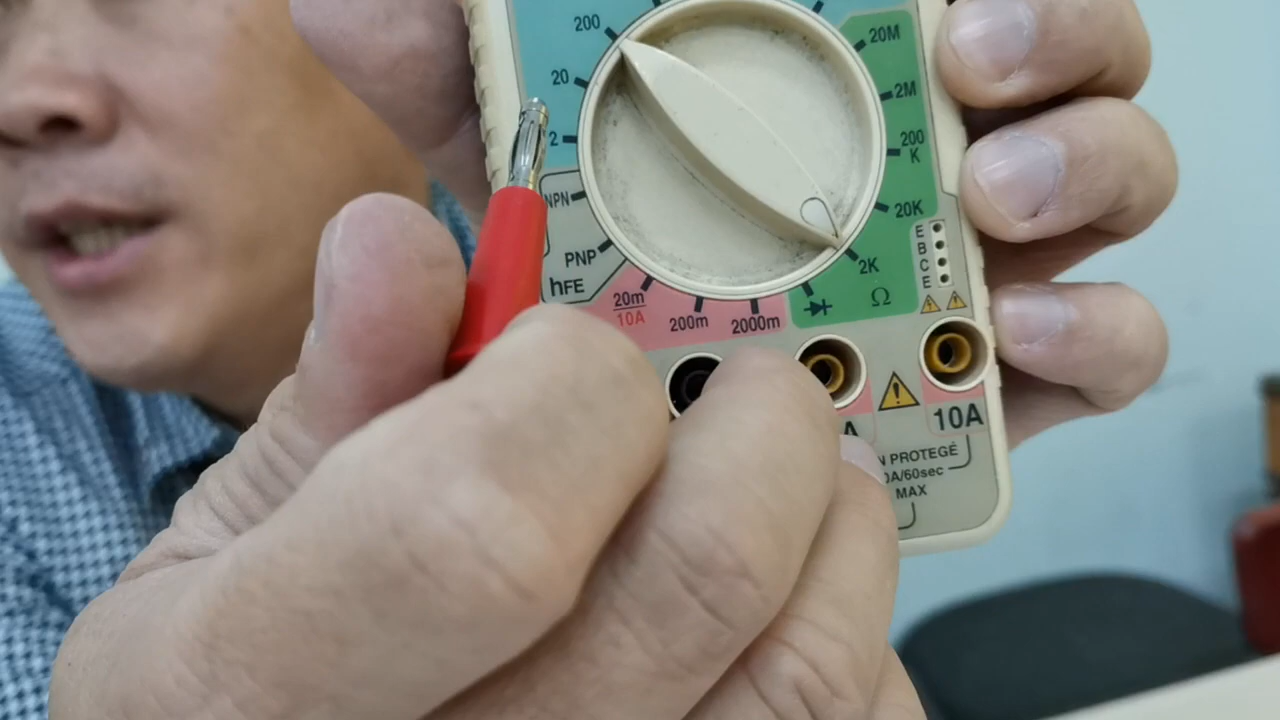 200
20
2
NPN
PNP
hFE
20m
10A
200m
2000m
20M
2M
200
K
20K
2K
Ω
E
B
C
E
A
10A
N PROTEGÉ
0A/60sec
MAX